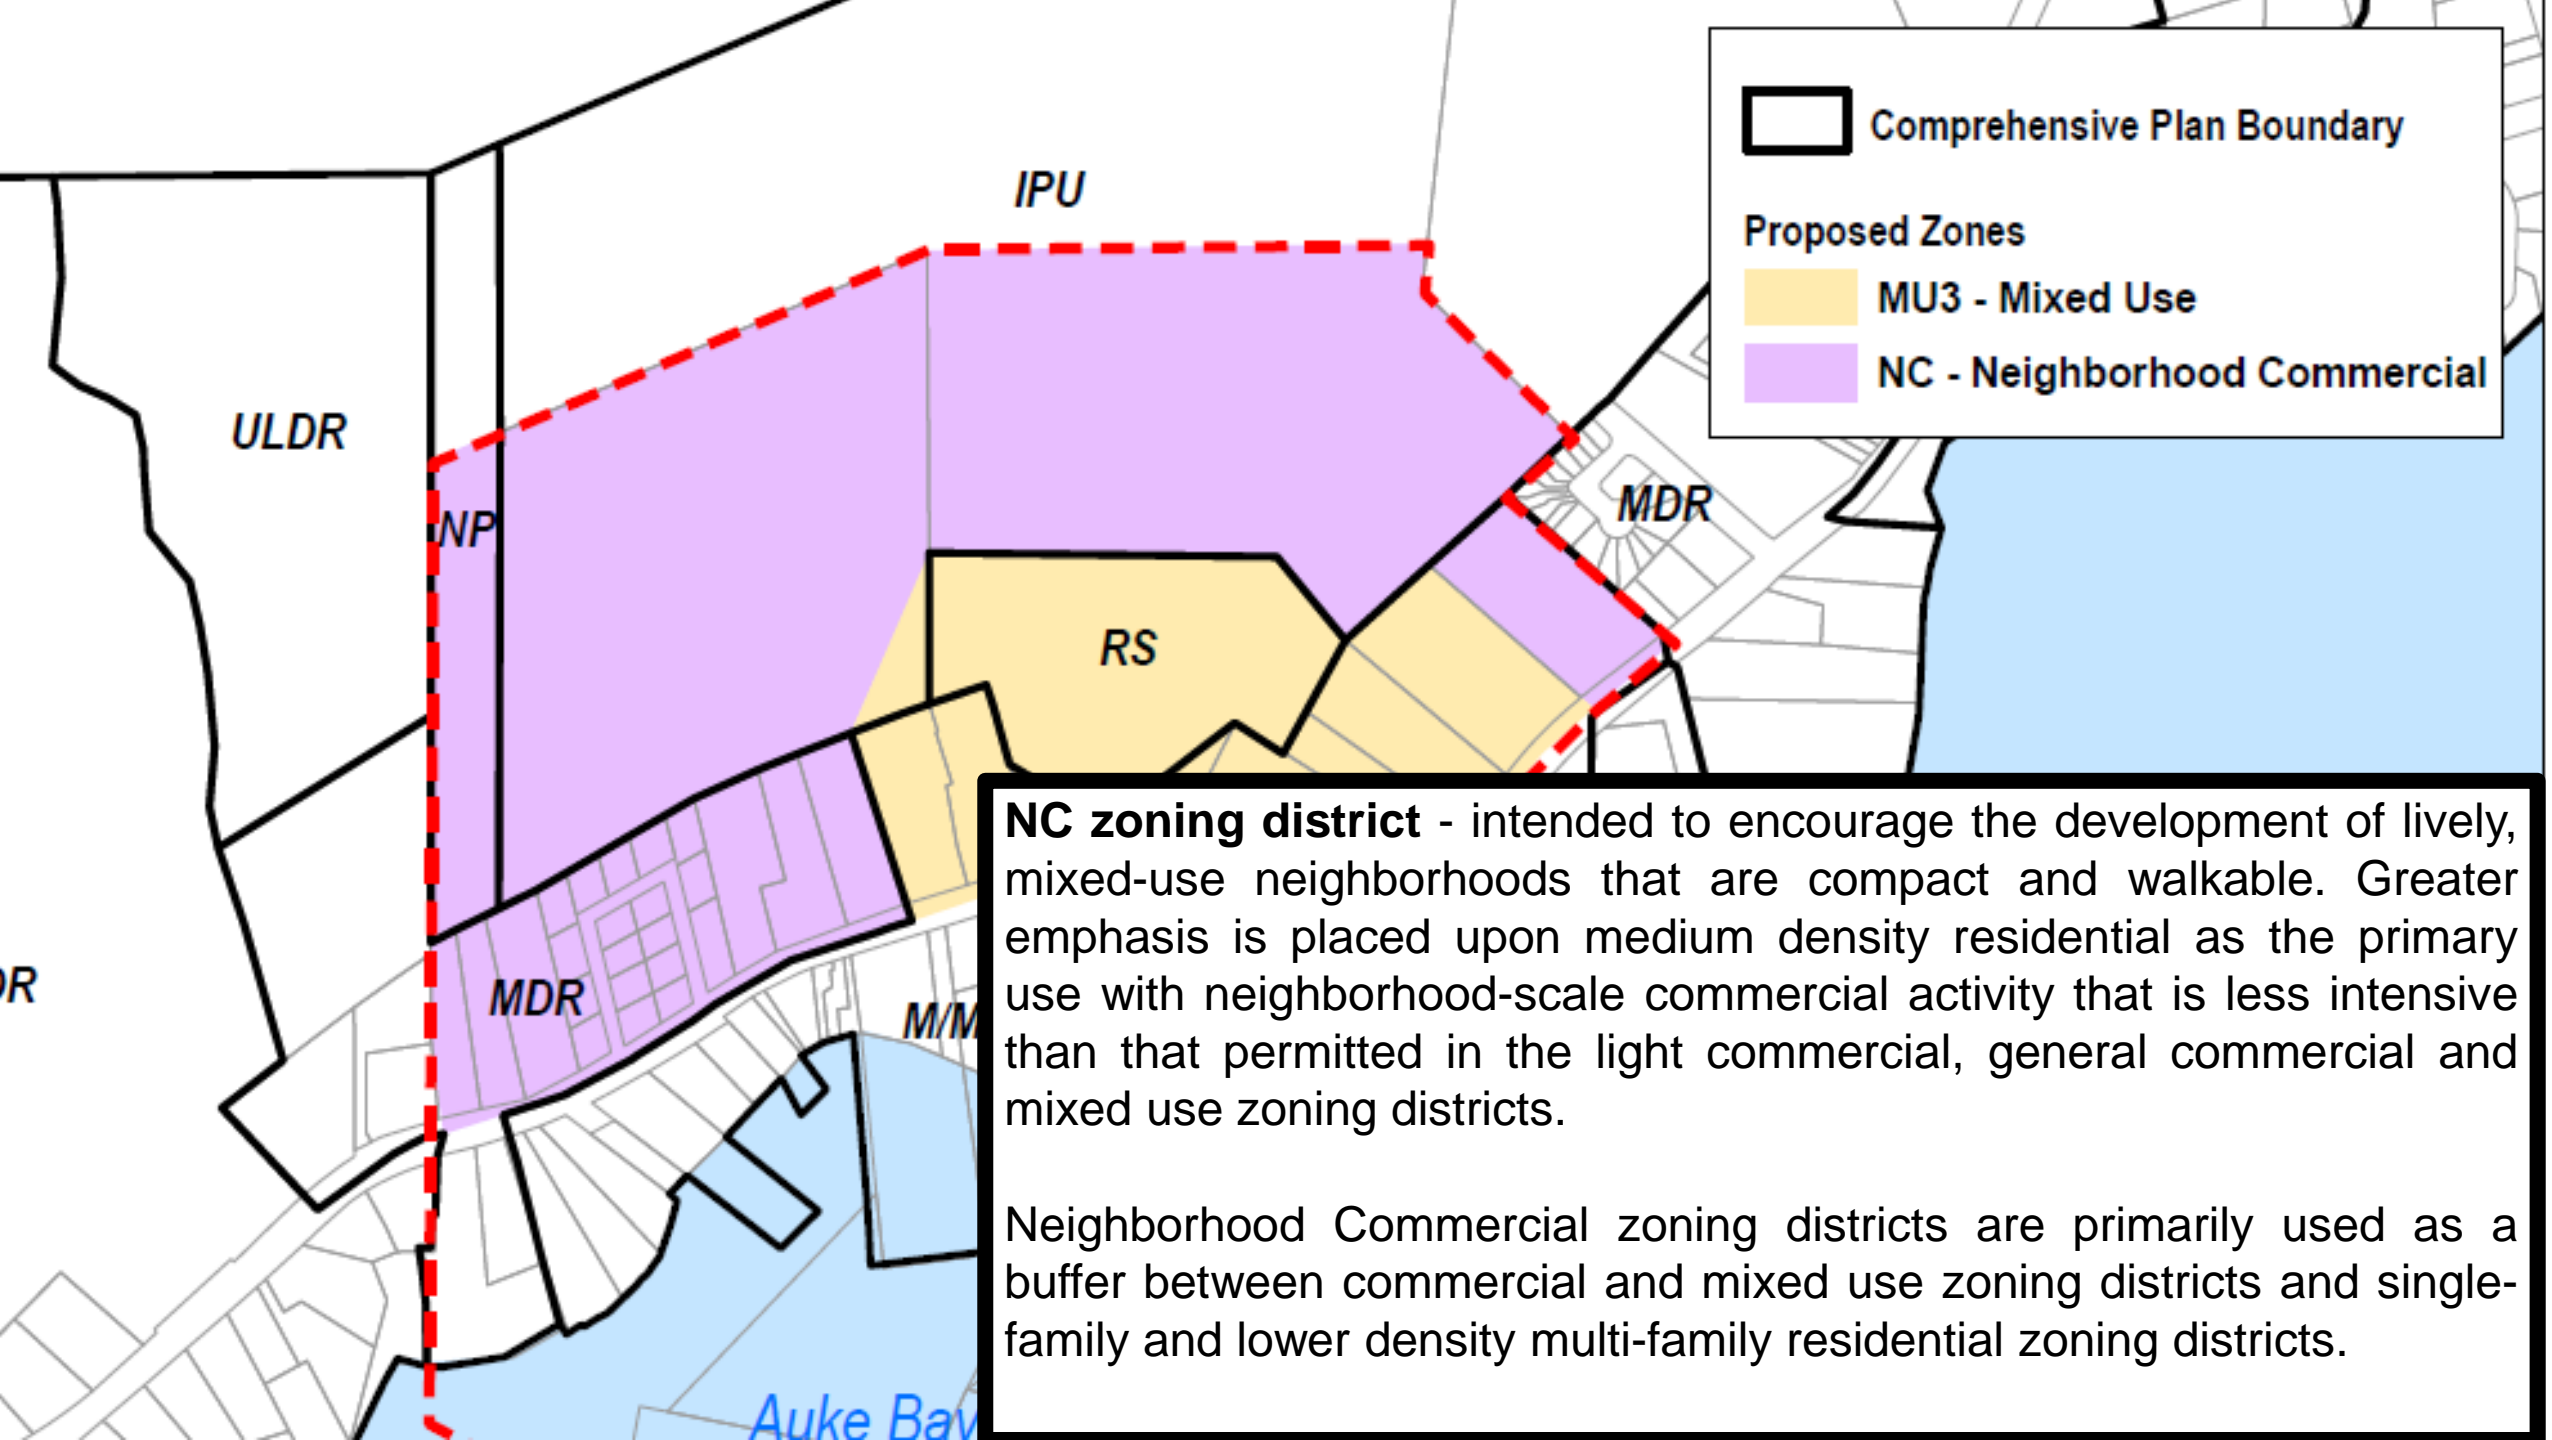 Comprehensive Plan Boundary
Proposed Zones
MU3 - Mixed Use
NC - Neighborhood Commercial
IPU
ULDR
NP
MDR
RS
MDR
M/M
DR
Auke Bay
NC zoning district - intended to encourage the development of lively,
mixed-use neighborhoods that are compact and walkable. Greater
emphasis is placed upon medium density residential as the primary
use with neighborhood-scale commercial activity that is less intensive
than that permitted in the light commercial, general commercial and
mixed use zoning districts.
Neighborhood Commercial zoning districts are primarily used as a
buffer between commercial and mixed use zoning districts and single-
family and lower density multi-family residential zoning districts.